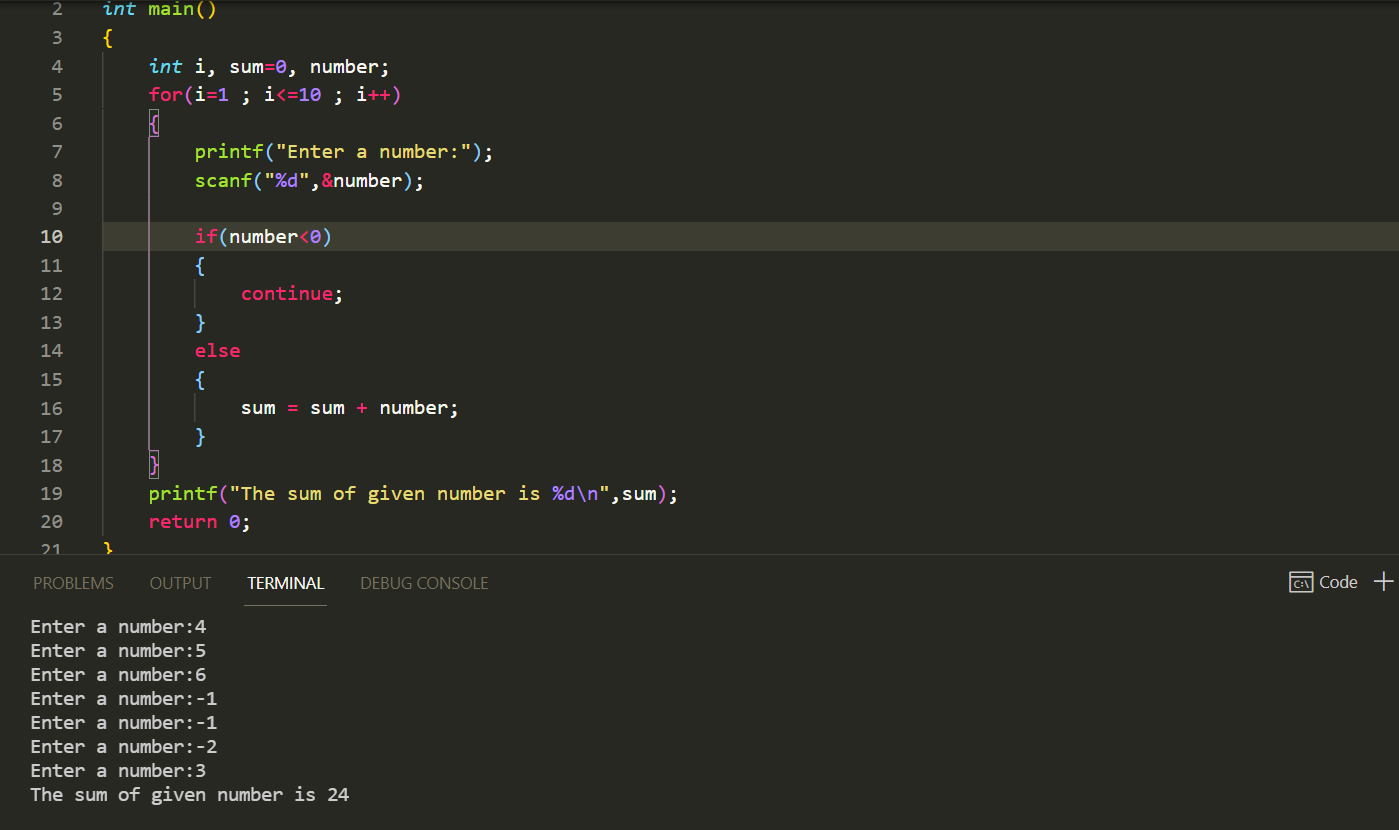 2 int main()
3 {
4 int i, sum=0, number;
5 for(i=1 ; i<=10 ; i++)
6 {
7 printf("Enter a number:");
8 scanf("%d",&number);
9
10 if(number<0)
11 {
12 continue;
13 }
14 else
15 {
16 sum = sum + number;
17 }
18 }
19 printf("The sum of given number is %d\n",sum);
20 return 0;
21 }
PROBLEMS OUTPUT TERMINAL DEBUG CONSOLE C:\ Code +
Enter a number:4
Enter a number:5
Enter a number:6
Enter a number:-1
Enter a number:-1
Enter a number:-2
Enter a number:3
The sum of given number is 24